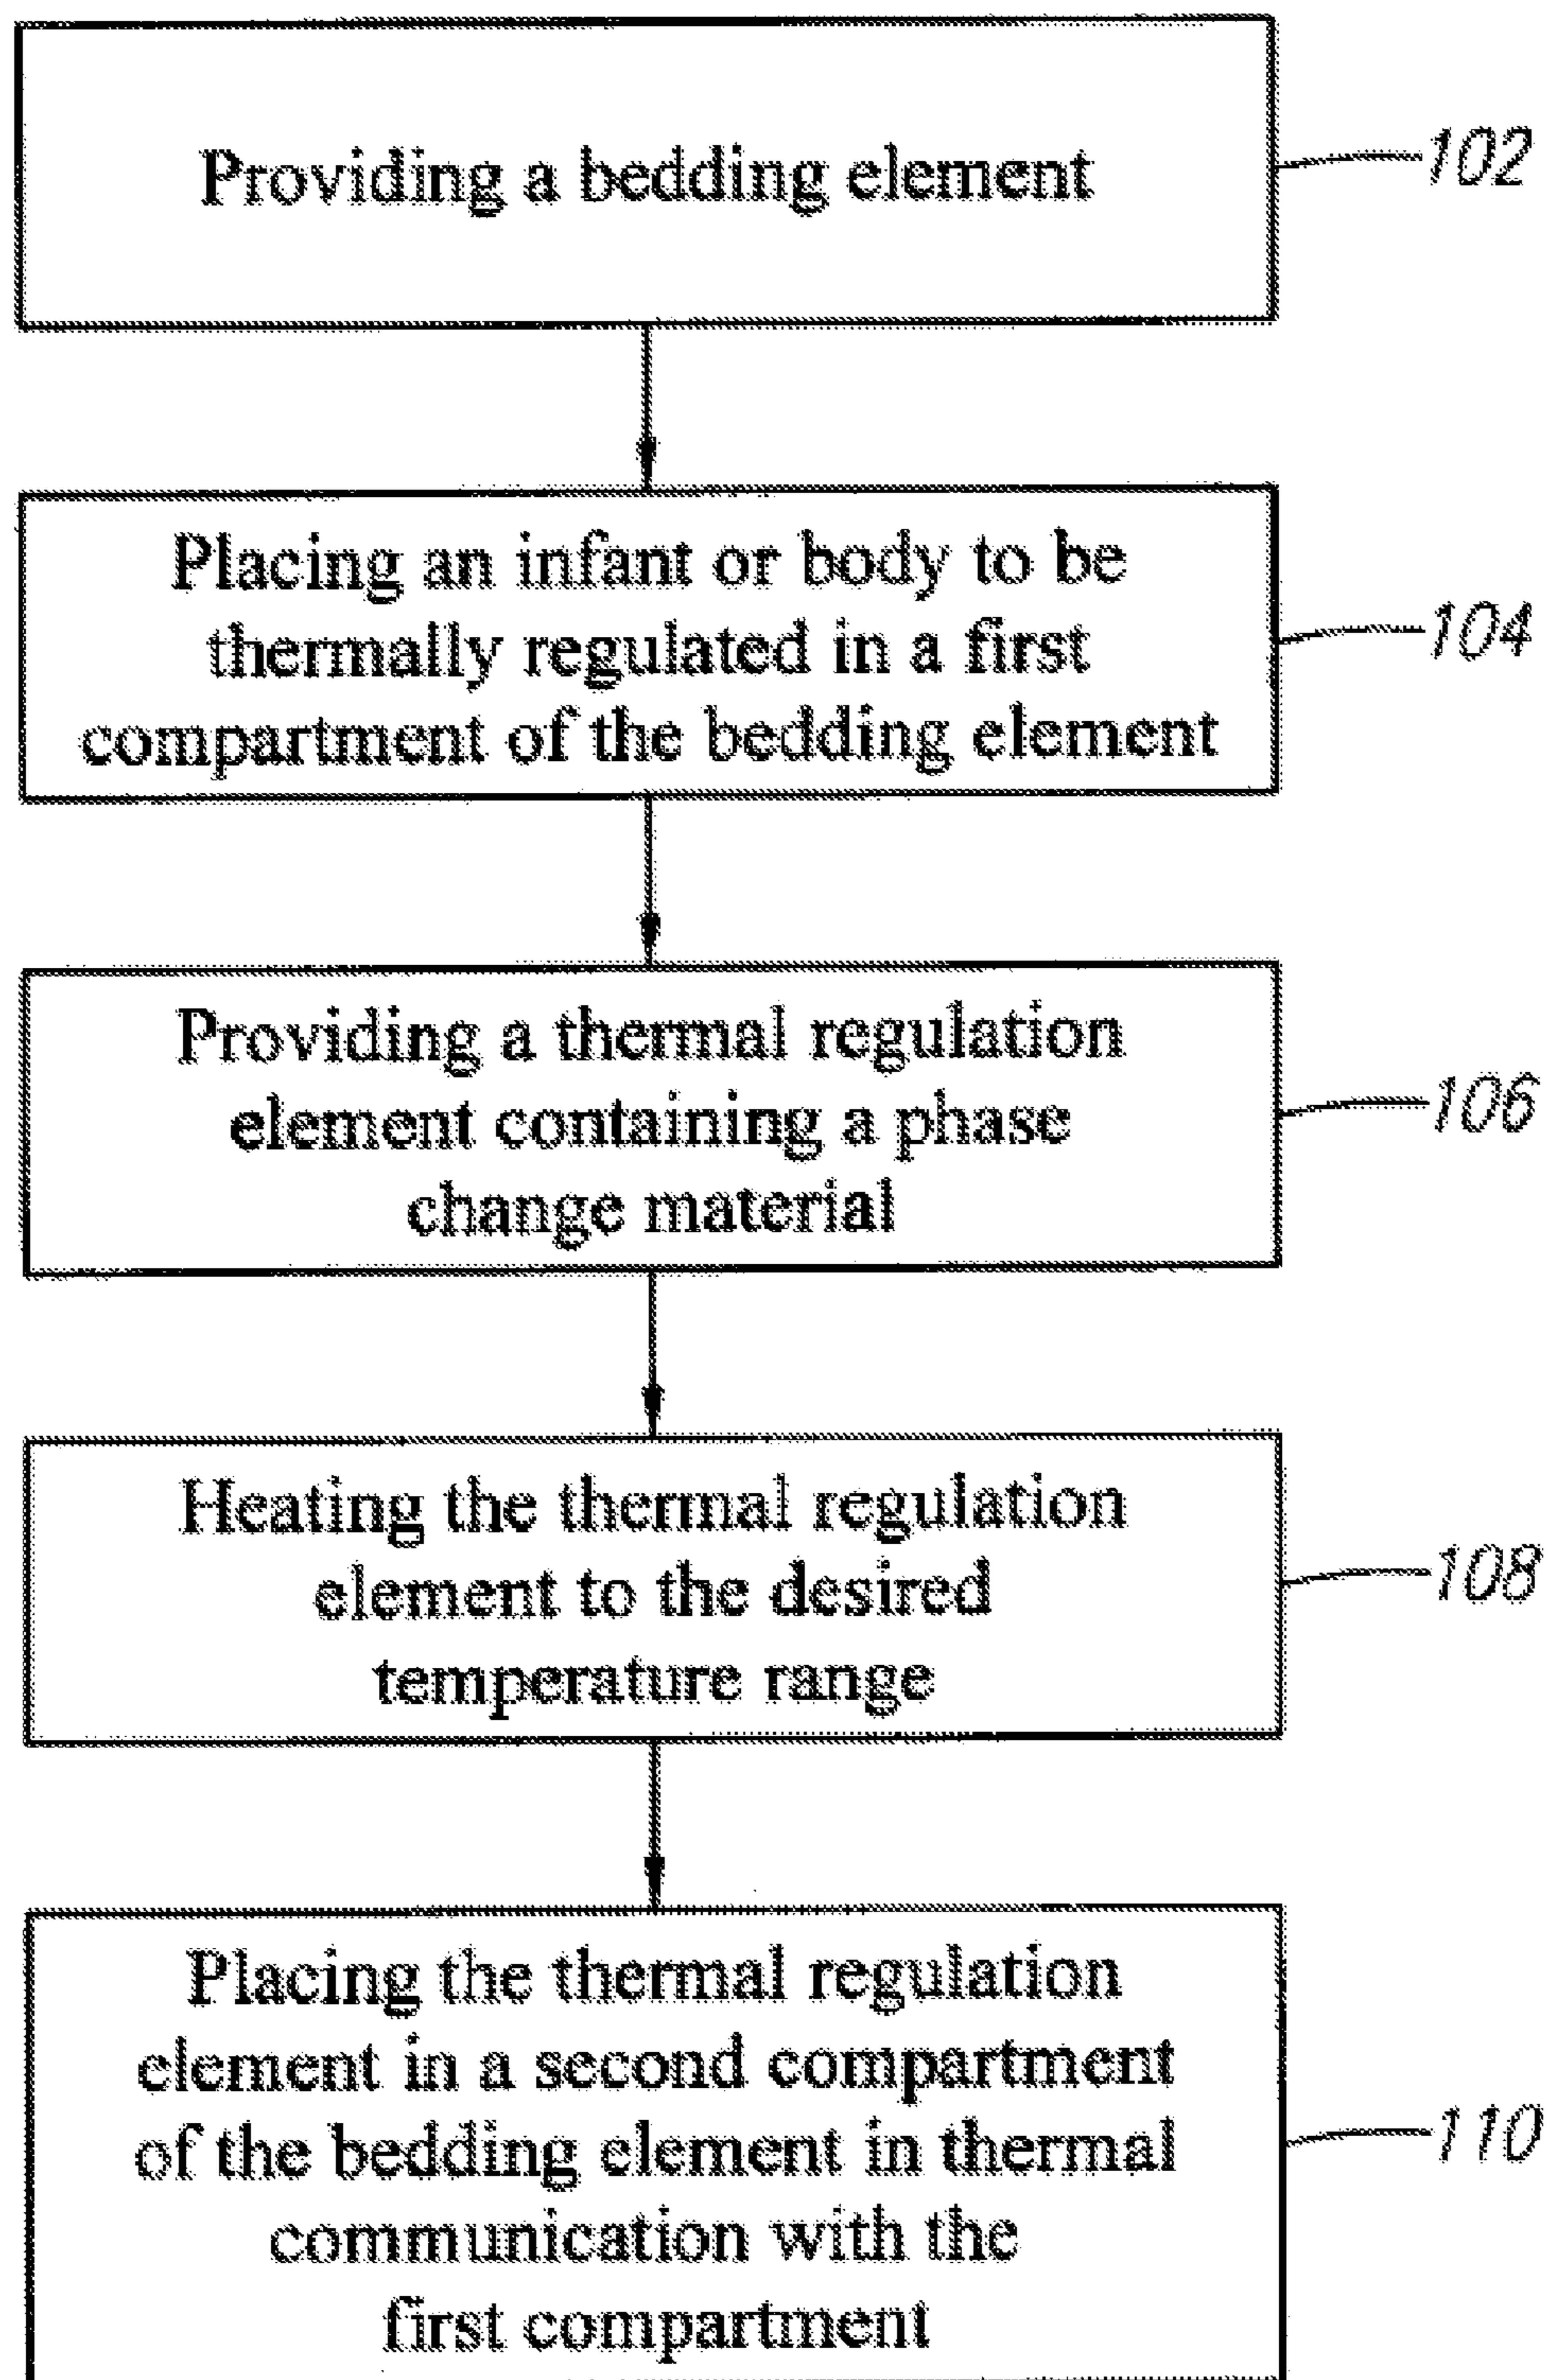 Providing a bedding element
102
Placing an infant or body to be
thermally regulated in a first
compartment of the bedding element
104
Providing a thermal regulation
element containing a phase
change material
106
Heating the thermal regulation
element to the desired
temperature range
108
Placing the thermal regulation
element in a second compartment
of the bedding element in thermal
communication with the
first compartment
110